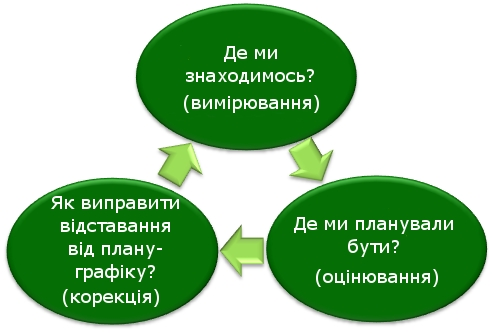 Де ми
знаходимось?
(вимірювання)
Де ми планували
бути?
(оцінювання)
Як виправити
відставання
від плану-
графіку?
(корекція)